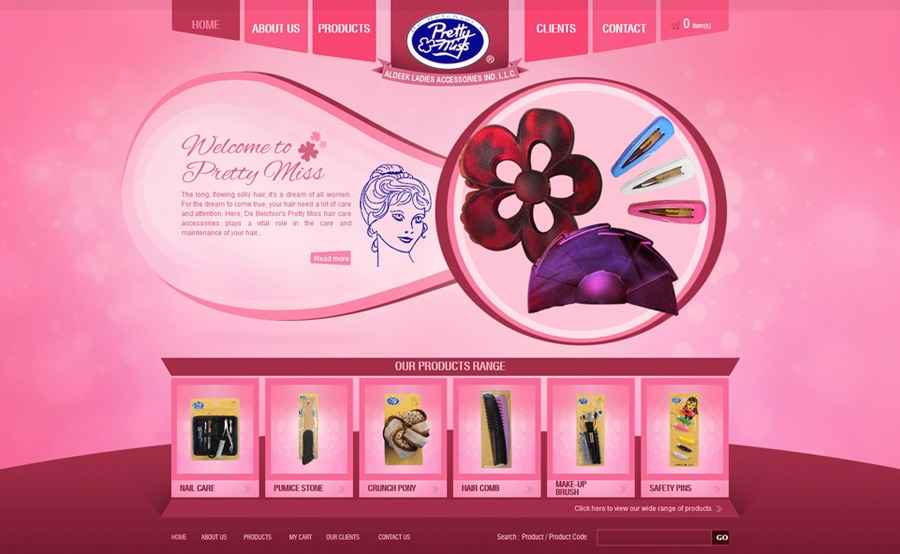 HOME
ABOUT US
PRODUCTS
CLIENTS
CONTACT
0 item(s)
Pretty
Miss
®
ALDEEK LADIES ACCESSORIES IND. L.L.C.
Welcome to
Pretty Miss
The long, flowing silky hair, it's a dream of all women.
For the dream to come true, your hair need a lot of care
and attention. Here, De Belchior's Pretty Miss hair care
accessories plays a vital role in the care and
maintenance of your hair...
Read more
OUR PRODUCTS RANGE
NAIL CARE
PUMICE STONE
CRUNCH PONY
HAIR COMB
MAKE-UP
BRUSH
SAFETY PINS
Click here to view our wide range of products
HOME
ABOUT US
PRODUCTS
MY CART
OUR CLIENTS
CONTACT US
Search : Product / Product Code
GO